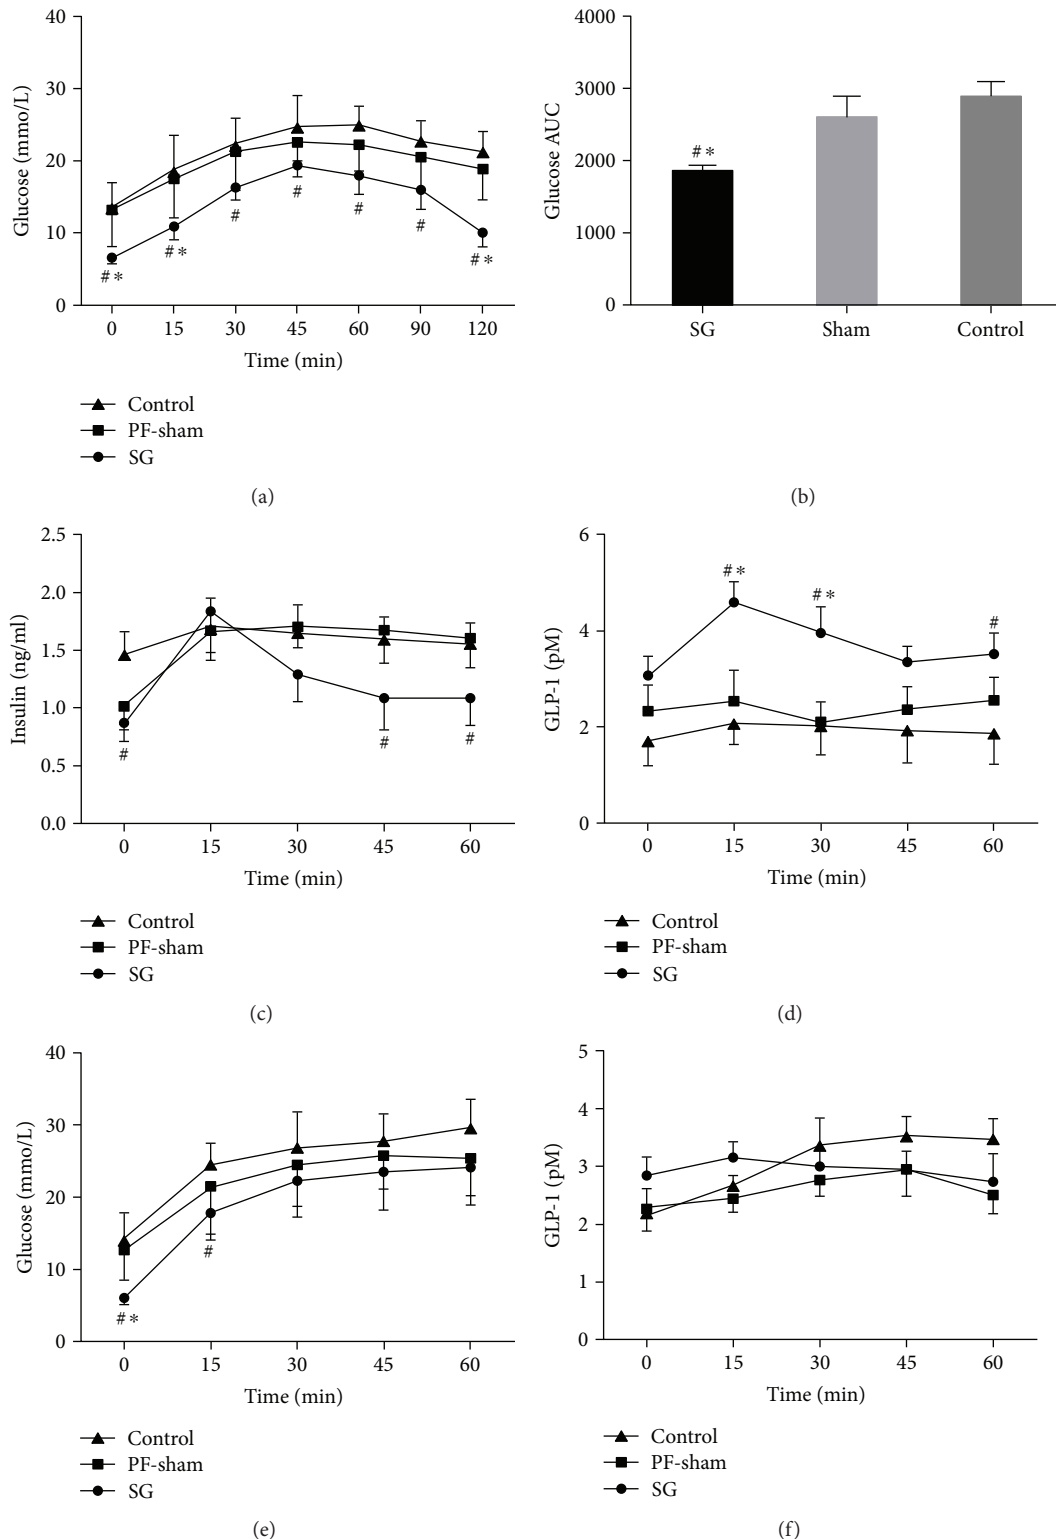 40
30
20
10
0
Glucose (mmo/L)
# *
# *
#
#
#
#
# *
0 15 30 45 60 90 120
Time (min)
Control
PF-sham
SG
(a)
4000
3000
2000
1000
0
Glucose AUC
# *
SG Sham Control
(b)
2.5
2.0
1.5
1.0
0.5
0.0
Insulin (ng/ml)
#
#
#
0 15 30 45 60
Time (min)
Control
PF-sham
SG
(c)
6
4
2
0
GLP-1 (pM)
# *
# *
#
0 15 30 45 60
Time (min)
Control
PF-sham
SG
(d)
40
30
20
10
0
Glucose (mmo/L)
# *
#
0 15 30 45 60
Time (min)
Control
PF-sham
SG
(e)
5
4
3
2
1
0
GLP-1 (pM)
0 15 30 45 60
Time (min)
Control
PF-sham
SG
(f)